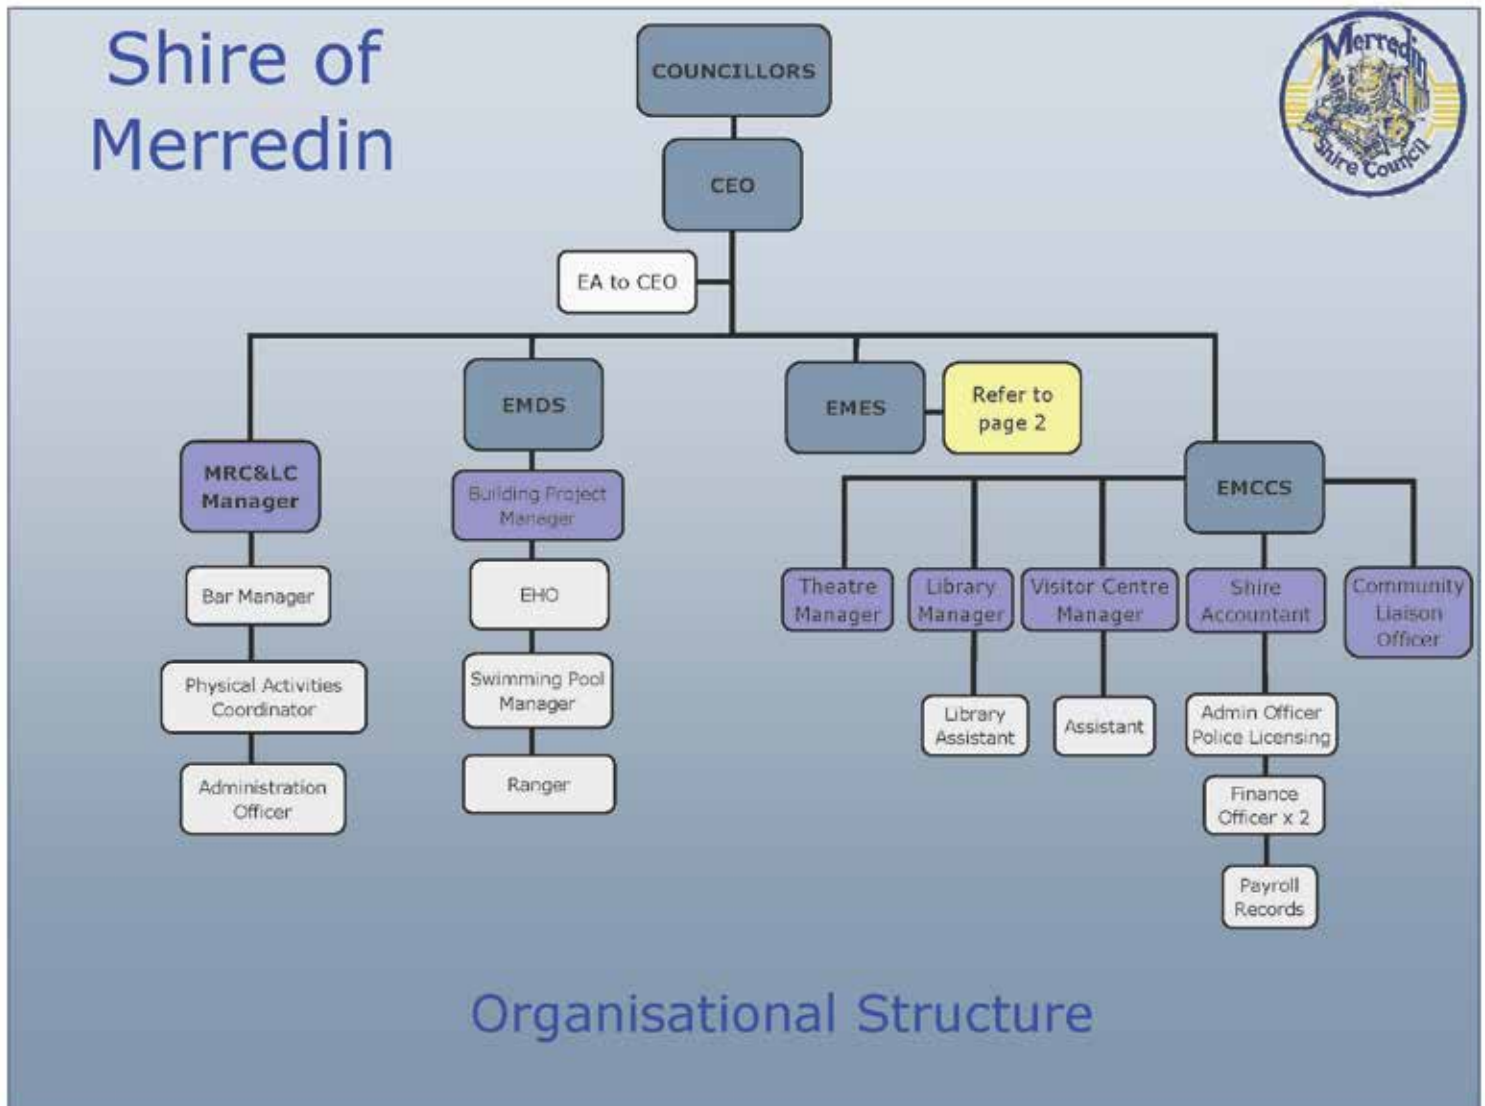 Shire of
Merredin
COUNCILLORS
Merredin
Shire Council
CEO
EA to CEO
EMDS
EMES
Refer to
page 2
MRC&LC
Manager
Building Project
Manager
EMCCS
Bar Manager
EHO
Theatre
Manager
Library
Manager
Visitor Centre
Manager
Shire
Accountant
Community
Liaison
Officer
Physical Activities
Coordinator
Swimming Pool
Manager
Library
Assistant
Assistant
Admin Officer
Police Licensing
Administration
Officer
Ranger
Finance
Officer x 2
Payroll
Records
Organisational Structure